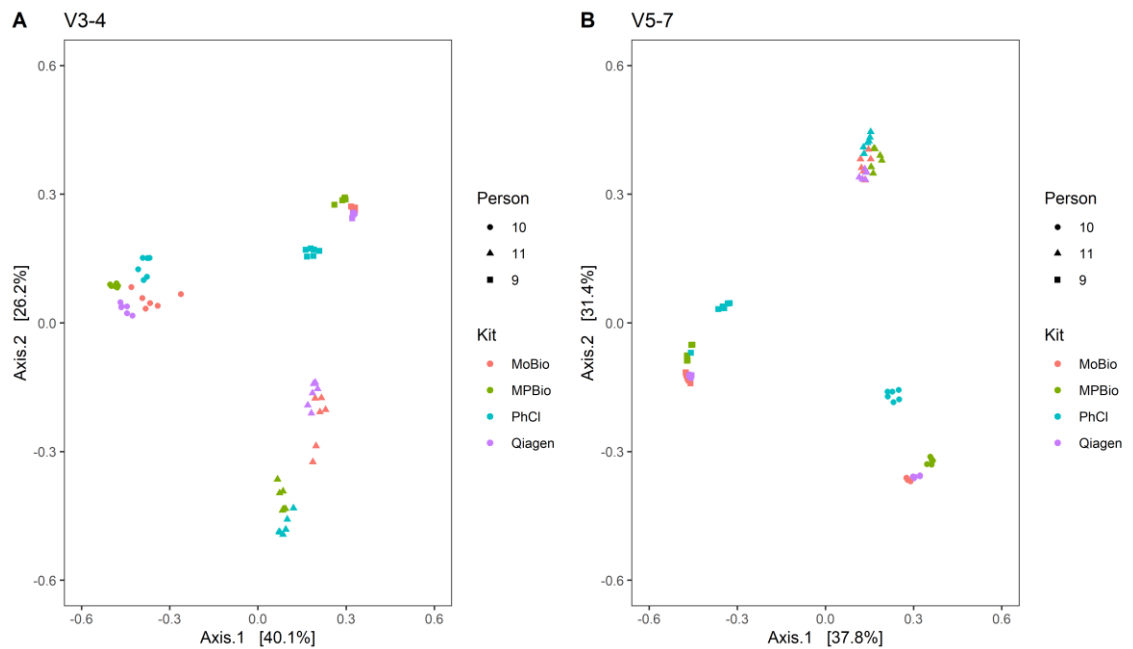 A V3-4
0.6
0.3
0.0
-0.3
-0.6
Axis.2 [26.2%]
-0.6 -0.3 0.0 0.3 0.6
Axis.1 [40.1%]
Person
10
11
9
Kit
MoBio
MPBio
PhCl
Qiagen
B V5-7
0.6
0.3
0.0
-0.3
-0.6
Axis.2 [31.4%]
-0.6 -0.3 0.0 0.3 0.6
Axis.1 [37.8%]
Person
10
11
9
Kit
MoBio
MPBio
PhCl
Qiagen